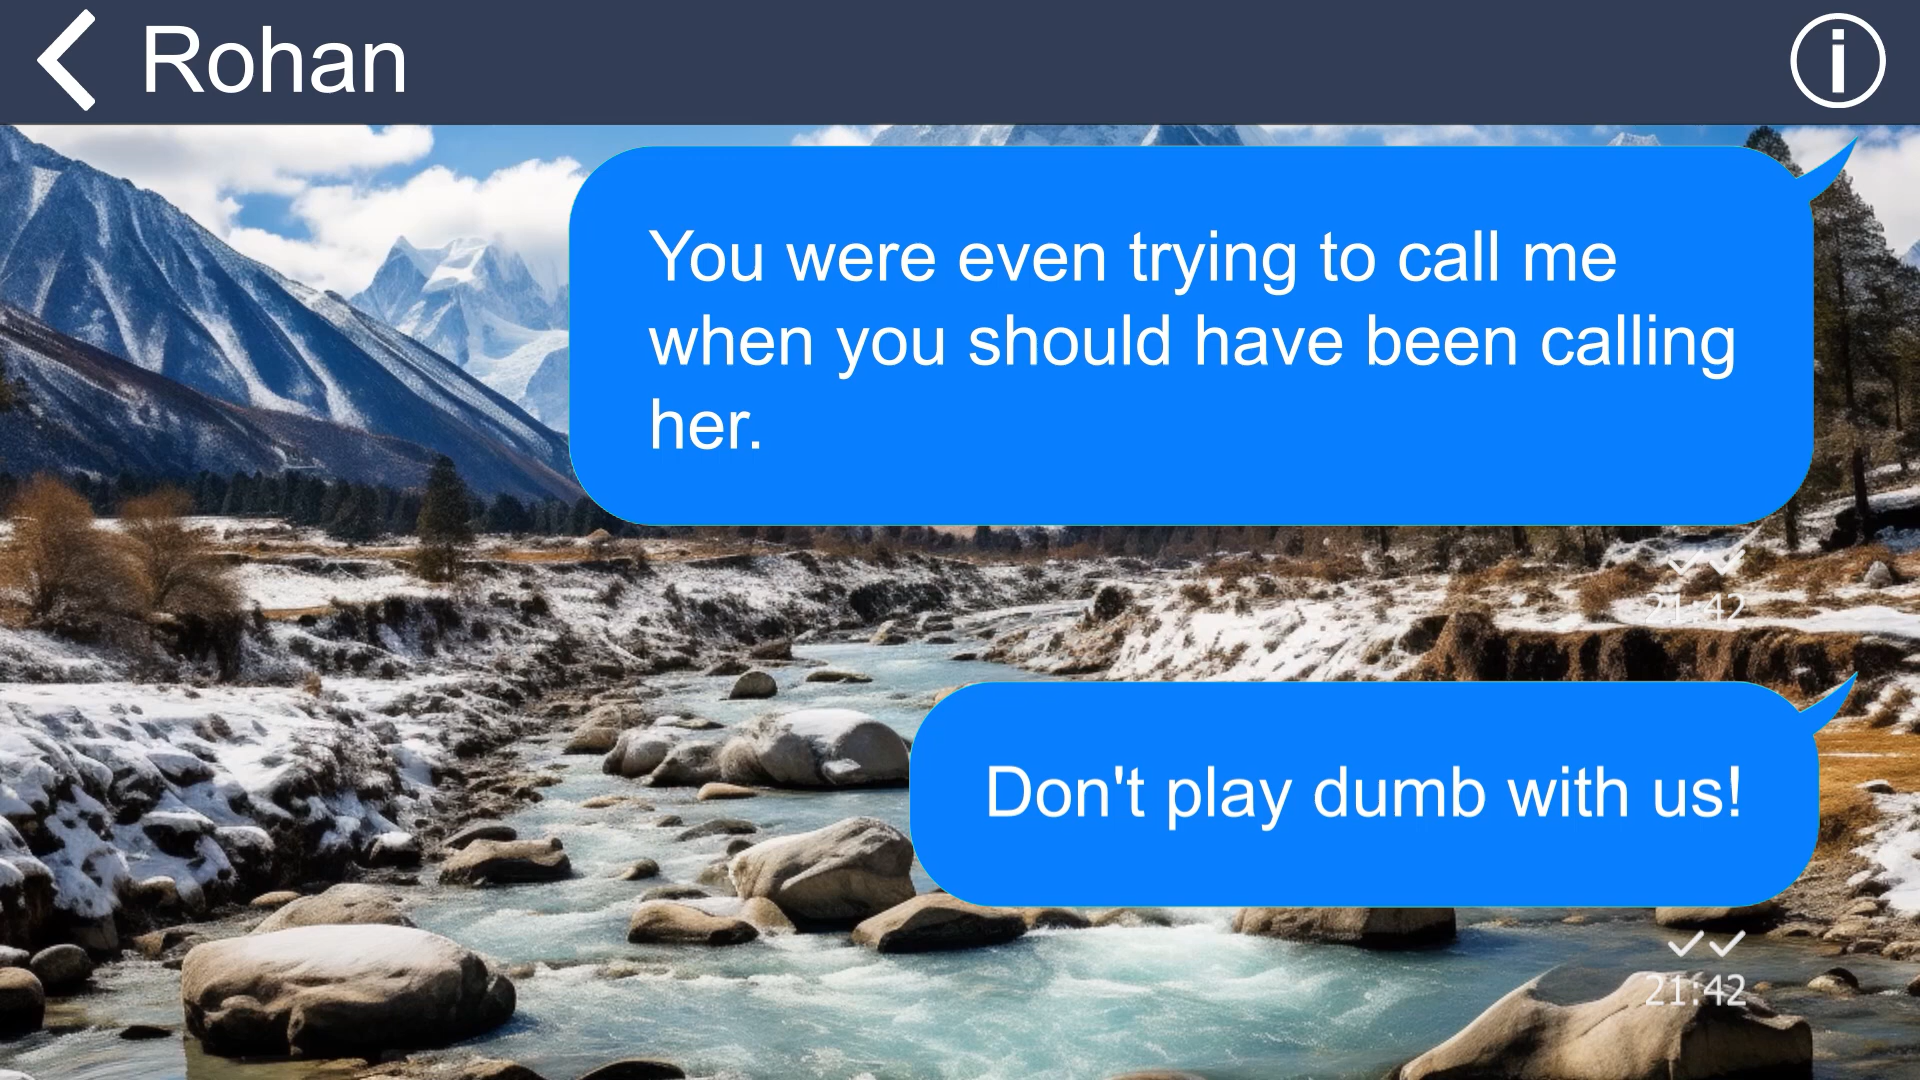 Rohan
You were even trying to call me
when you should have been calling
her.
21:42
Don't play dumb with us!
21:42